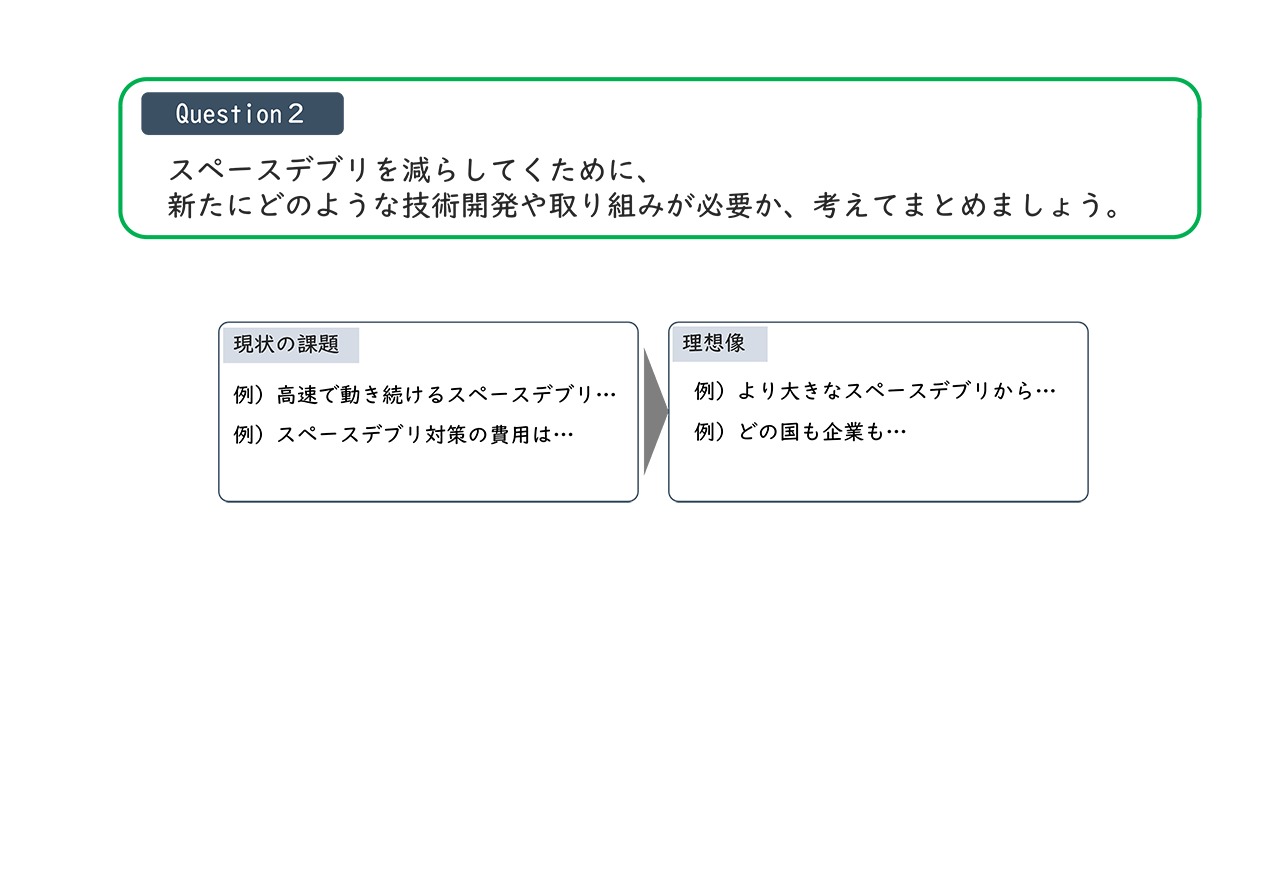 Question２
スペースデブリを減らしてくために、
新たにどのような技術開発や取り組みが必要か、考えてまとめましょう。
現状の課題
例）高速で動き続けるスペースデブリ…
例）スペースデブリ対策の費用は…
理想像
例）より大きなスペースデブリから…
例）どの国も企業も…